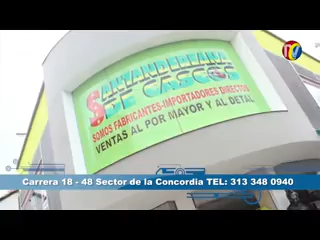 SANTANDEREANA
DE CASCOS
SOMOS FABRICANTES-IMPORTADORES DIRECTOS
VENTAS AL POR MAYOR Y AL DETAL
Carrera 18 - 48 Sector de la Concordia TEL: 313 348 0940